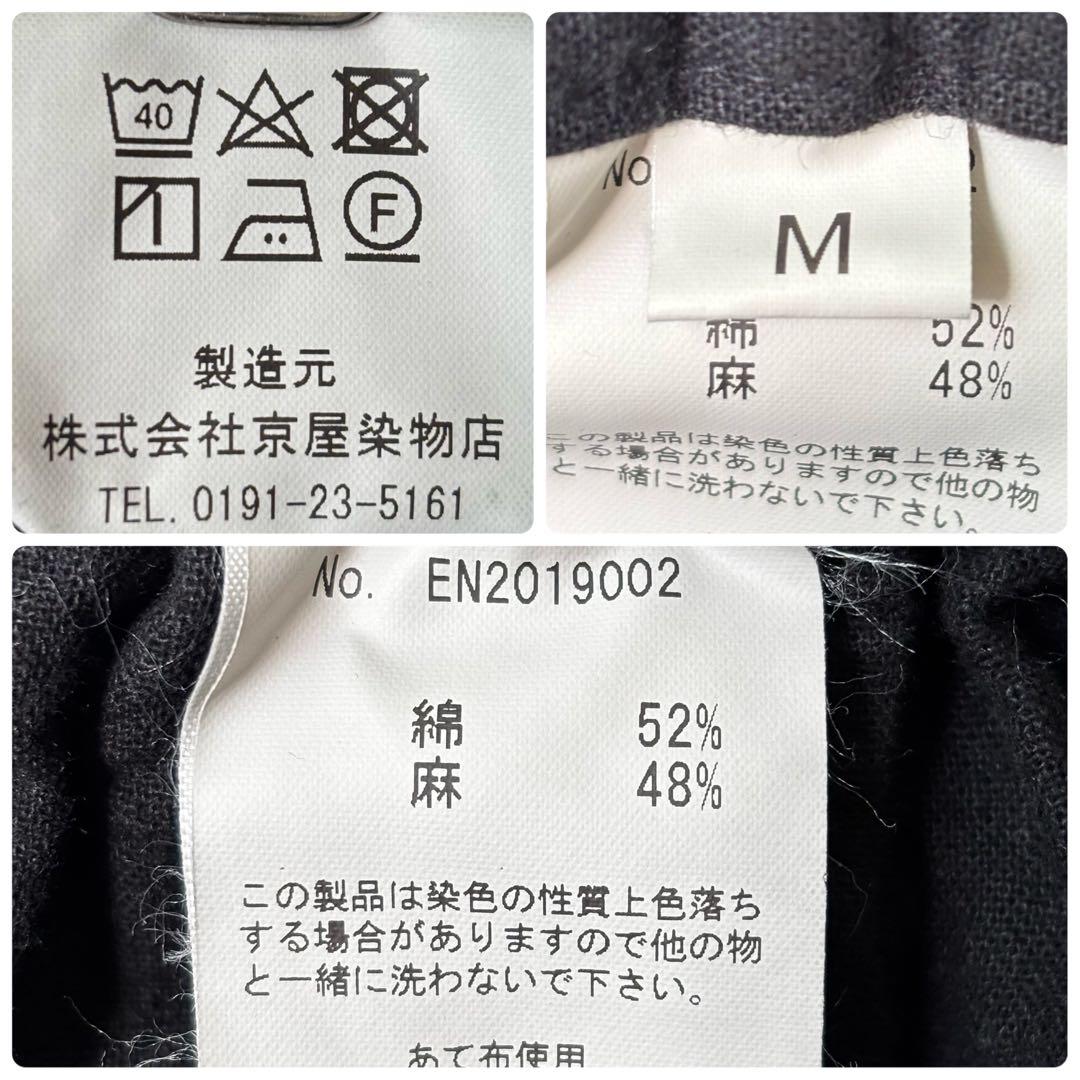 40
F
製造元
株式会社京屋染物店
TEL. 0191-23-5161
No
M
綿 52%
麻 48%
この製品は染色の性質上色落ち
する場合がありますので他の物
と一緒に洗わないで下さい。
No. EN2019002
綿 52%
麻 48%
この製品は染色の性質上色落ち
する場合がありますので他の物
と一緒に洗わないで下さい。
あて布使用